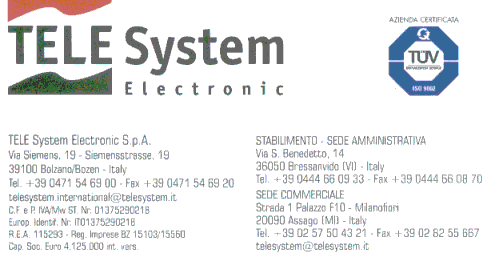 AZIENDA CERTIFICATA
TELE System
Electronic
TÜV
ISO 9002
TELE System Electronic S.p.A.
Via Siemens, 19 - Siemensstrasse, 19
39100 Bolzano/Bozen - Italy
Tel. +39 0471 54 69 00 - Fax +39 0471 54 69 20
telesystem.international@telesystem.it
C.F. e P. IVA/Mw.ST. Nr. 01375290218
Europ. Identif. Nr. IT01375290218
R.E.A. 115293 - Reg. Imprese BZ 15103/15560
Cap. Soc. Euro 4.125.000 int. vers.
STABILIMENTO - SEDE AMMINISTRATIVA
Via S. Benedetto, 14
36050 Bressanvido (VI) - Italy
Tel. +39 0444 66 09 33 - Fax +39 0444 66 08 70
SEDE COMMERCIALE
Strada 1 Palazzo F10 - Milanofiori
20090 Assago (MI) - Italy
Tel. +39 02 57 50 43 21 - Fax +39 02 62 55 667
telesystem@telesystem.it